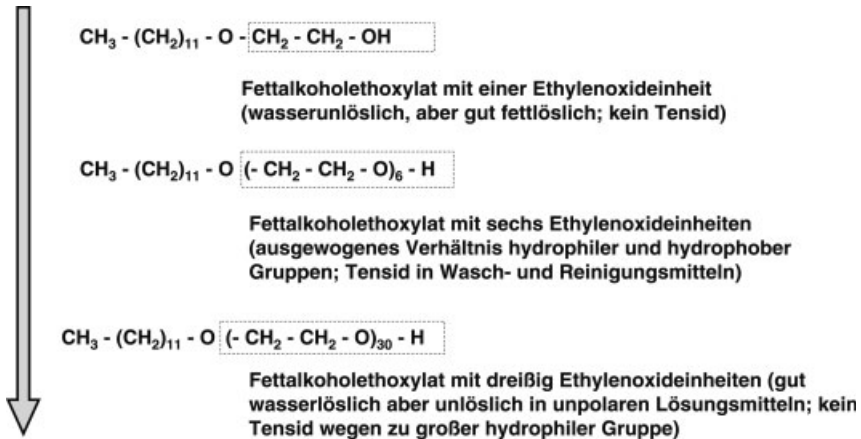 CH₃ - (CH₂)₁₁ - O - CH₂ - CH₂ - OH
Fettalkoholethoxylat mit einer Ethylenoxideinheit
(wasserunlöslich, aber gut fettlöslich; kein Tensid)
CH₃ - (CH₂)₁₁ - O (- CH₂ - CH₂ - O)₆ - H
Fettalkoholethoxylat mit sechs Ethylenoxideinheiten
(ausgewogenes Verhältnis hydrophiler und hydrophober
Gruppen; Tensid in Wasch- und Reinigungsmitteln)
CH₃ - (CH₂)₁₁ - O (- CH₂ - CH₂ - O)₃₀ - H
Fettalkoholethoxylat mit dreißig Ethylenoxideinheiten (gut
wasserlöslich aber unlöslich in unpolaren Lösungsmitteln; kein
Tensid wegen zu großer hydrophiler Gruppe)